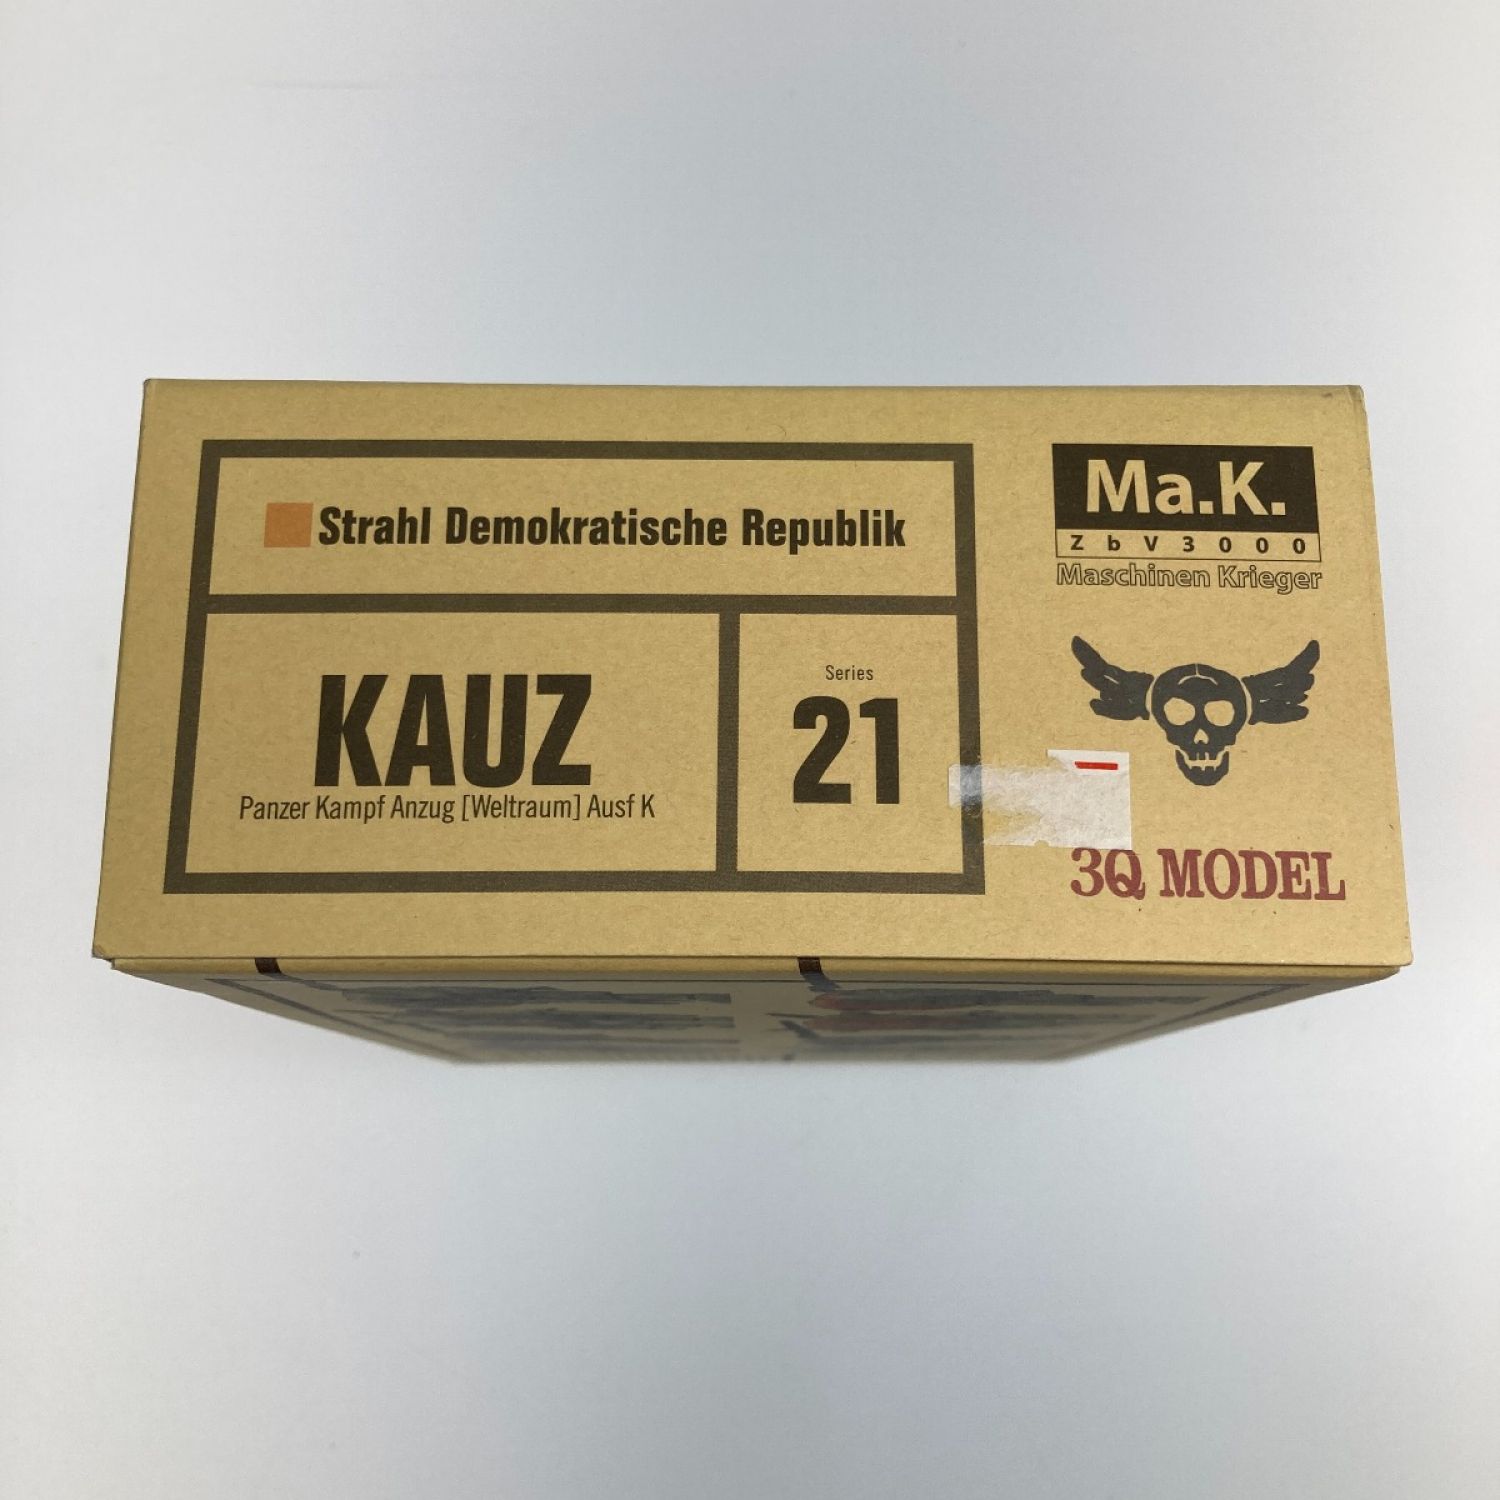 Strahl Demokratische Republik
KAUZ
Panzer Kampf Anzug [Weltraum] Ausf K
Series
21
Ma.K.
ZbV3000
Maschinen Krieger
3Q MODEL